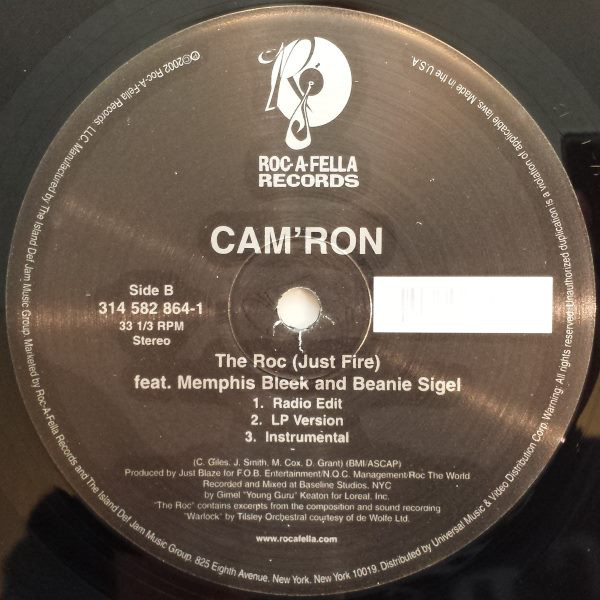 ROC-A-FELLA
RECORDS
CAM'RON
Side B
314 582 864-1
33 1/3 RPM
Stereo
The Roc (Just Fire)
feat. Memphis Bleek and Beanie Sigel
1. Radio Edit
2. LP Version
3. Instrumental
(C. Giles, J. Smith, M. Cox, D. Grant) (BMI/ASCAP)
Produced by Just Blaze for F.O.B. Entertainment/N.O.C. Management/Roc The World
Recorded and Mixed at Baseline Studios, NYC
by Gimel "Young Guru" Keaton for Loreal, Inc.
"The Roc" contains excerpts from the composition and sound recording
"Warlock" by Tilsley Orchestral courtesy of de Wolfe Ltd.
www.rocafella.com
℗©2002 Roc-A-Fella Records, LLC. Manufactured by The Island Def Jam Music Group. Marketed by Roc-A-Fella Records and The Island Def Jam Music Group, 825 Eighth Avenue, New York, New York 10019. Distributed by Universal Music & Video Distribution Corp. Warning: All rights reserved. Unauthorized duplication is a violation of applicable laws. Made in the U.S.A.